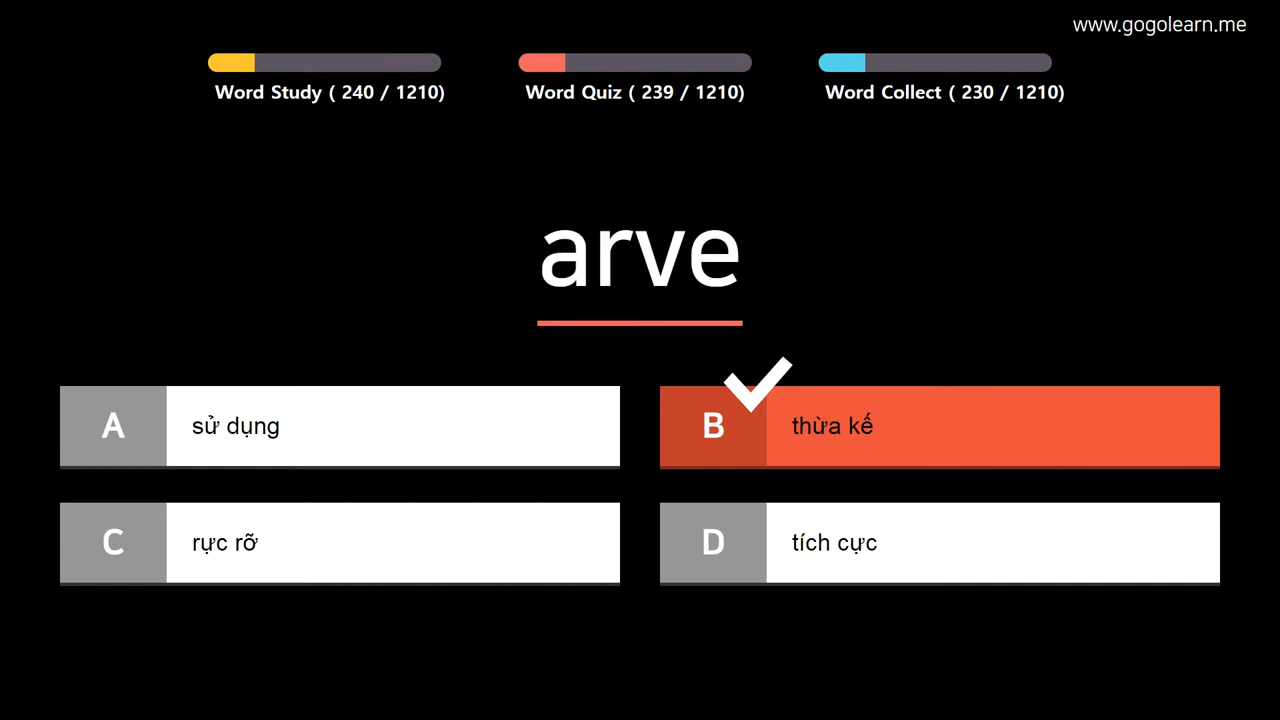 www.gogolearn.me
Word Study ( 240 / 1210)
Word Quiz ( 239 / 1210)
Word Collect ( 230 / 1210)
arve
A sử dụng
B thừa kế
C rực rỡ
D tích cực